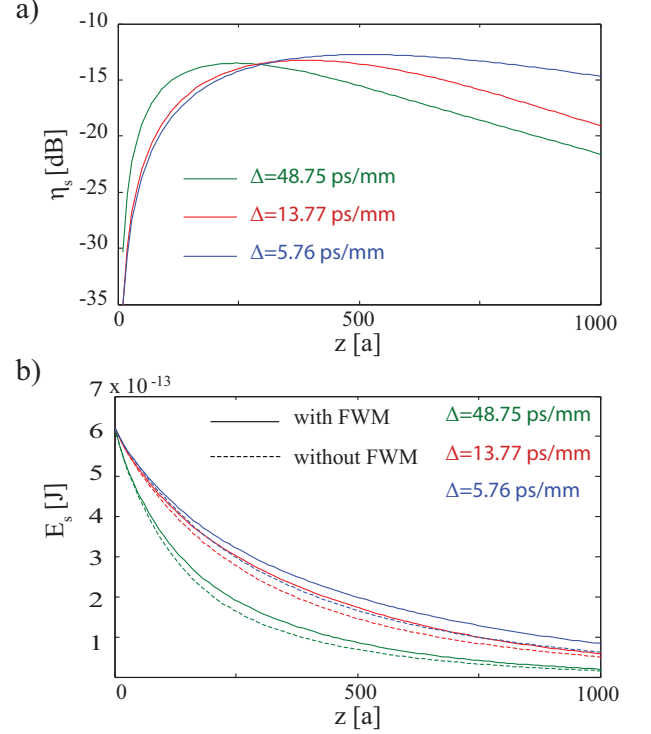 a)
-10
-15
-20
-25
-30
-35
η_s [dB]
Δ=48.75 ps/mm
Δ=13.77 ps/mm
Δ=5.76 ps/mm
0 500 1000
z [a]
b)
7 x 10 -13
6
5
4
3
2
1
E_s [J]
with FWM
without FWM
Δ=48.75 ps/mm
Δ=13.77 ps/mm
Δ=5.76 ps/mm
0 500 1000
z [a]